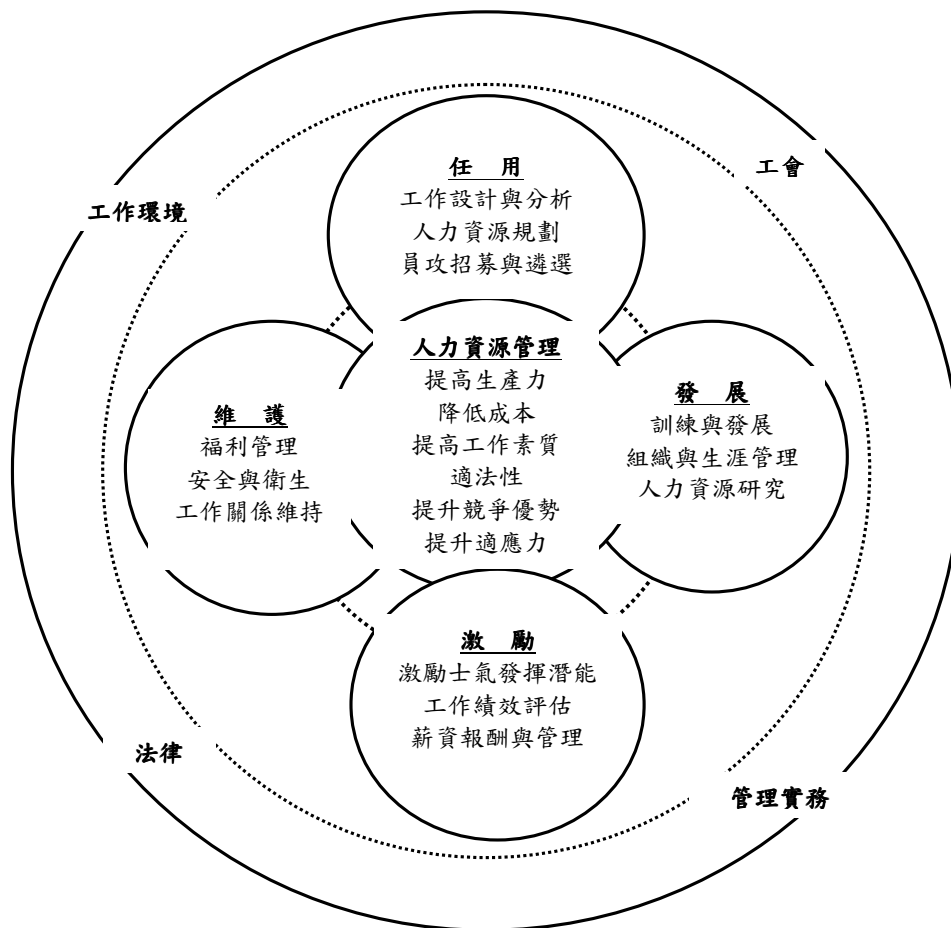 任 用
工作設計與分析
人力資源規劃
員攻招募與遴選
工會
工作環境
人力資源管理
提高生產力
降低成本
提高工作素質
適法性
提升競爭優勢
提升適應力
維 護
福利管理
安全與衛生
工作關係維持
發 展
訓練與發展
組織與生涯管理
人力資源研究
激 勵
激勵士氣發揮潛能
工作績效評估
薪資報酬與管理
法律
管理實務